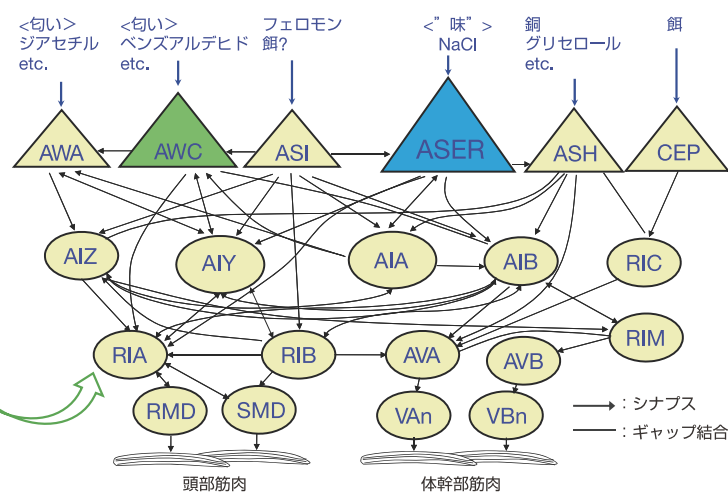 <匂い>
ジアセチル
etc.
<匂い>
ベンズアルデヒド
etc.
フェロモン
餌?
<”味”>
NaCl
銅
グリセロール
etc.
餌
AWA
AWC
ASI
ASER
ASH
CEP
AIZ
AIY
AIA
AIB
RIC
RIA
RIB
AVA
AVB
RIM
RMD
SMD
VAn
VBn
:シナプス
:ギャップ結合
頭部筋肉
体幹部筋肉